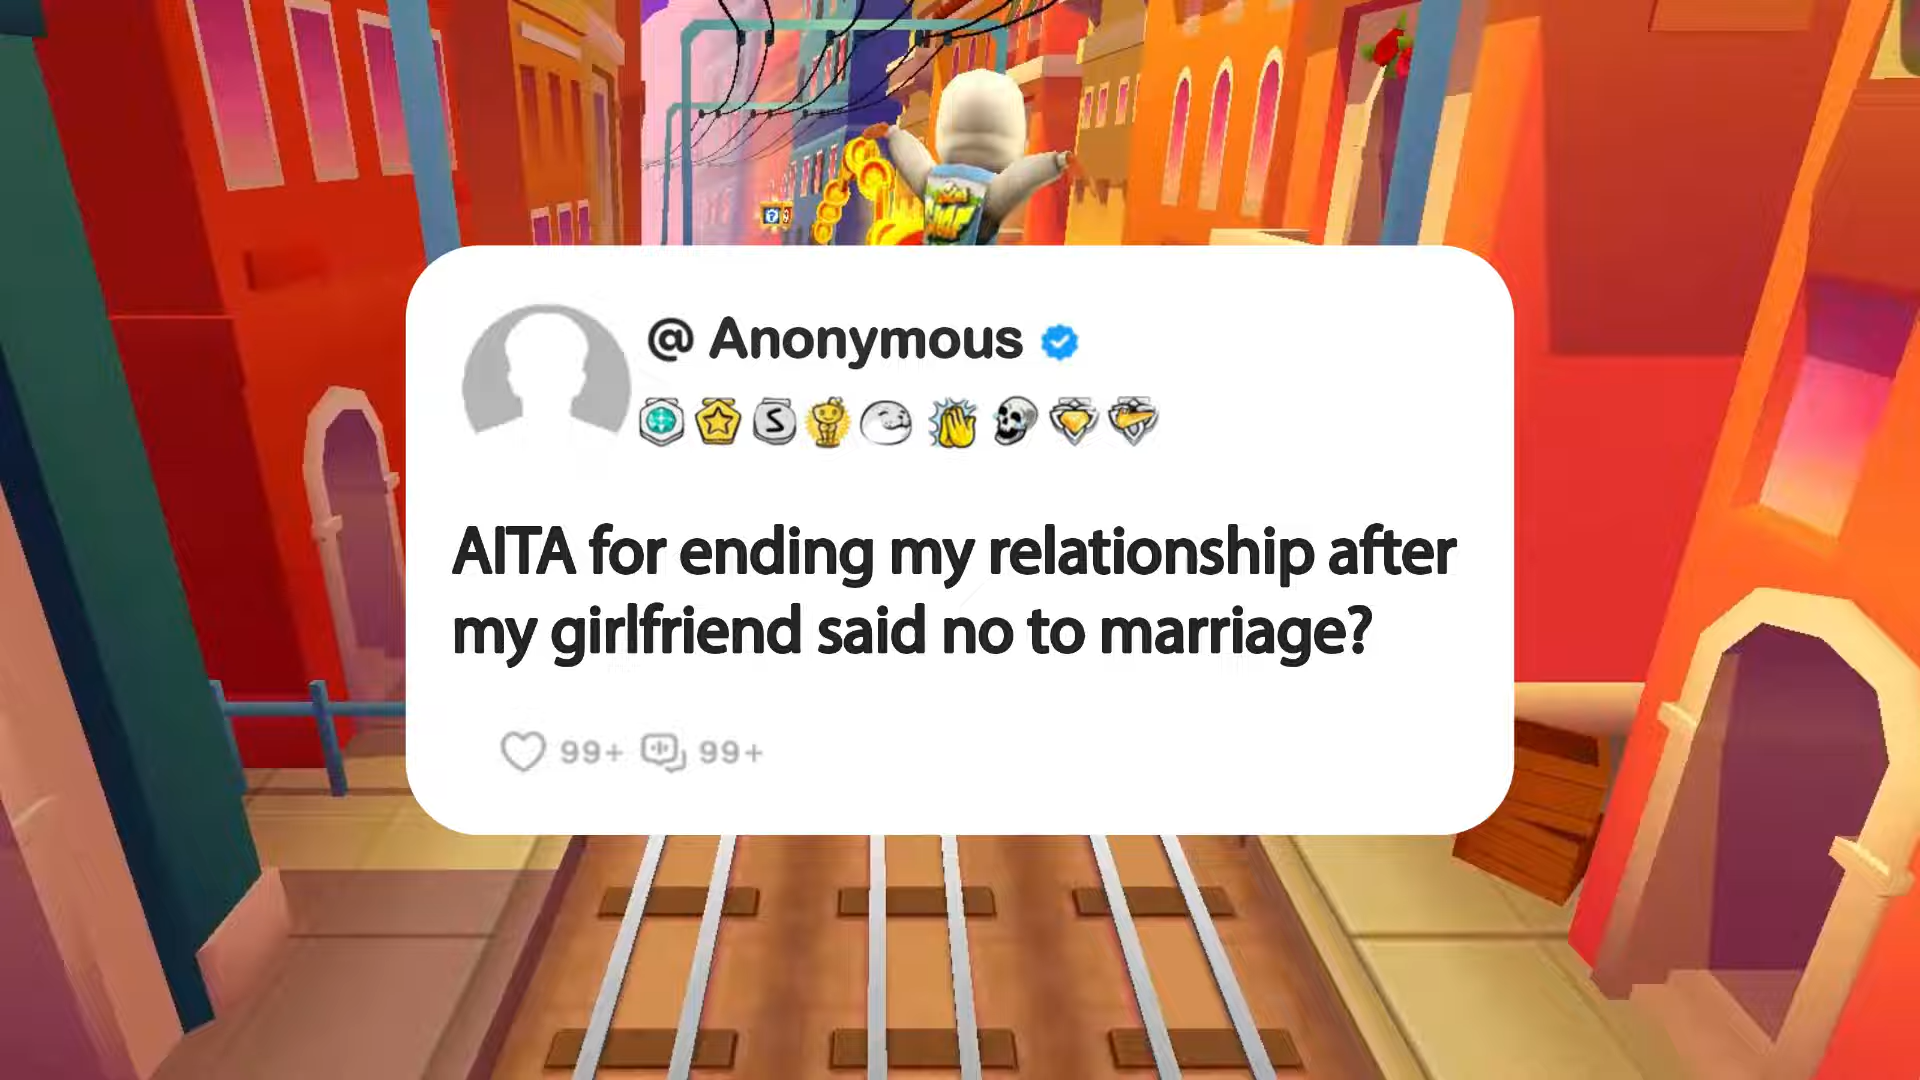 @ Anonymous
AITA for ending my relationship after
my girlfriend said no to marriage?
99+ 99+